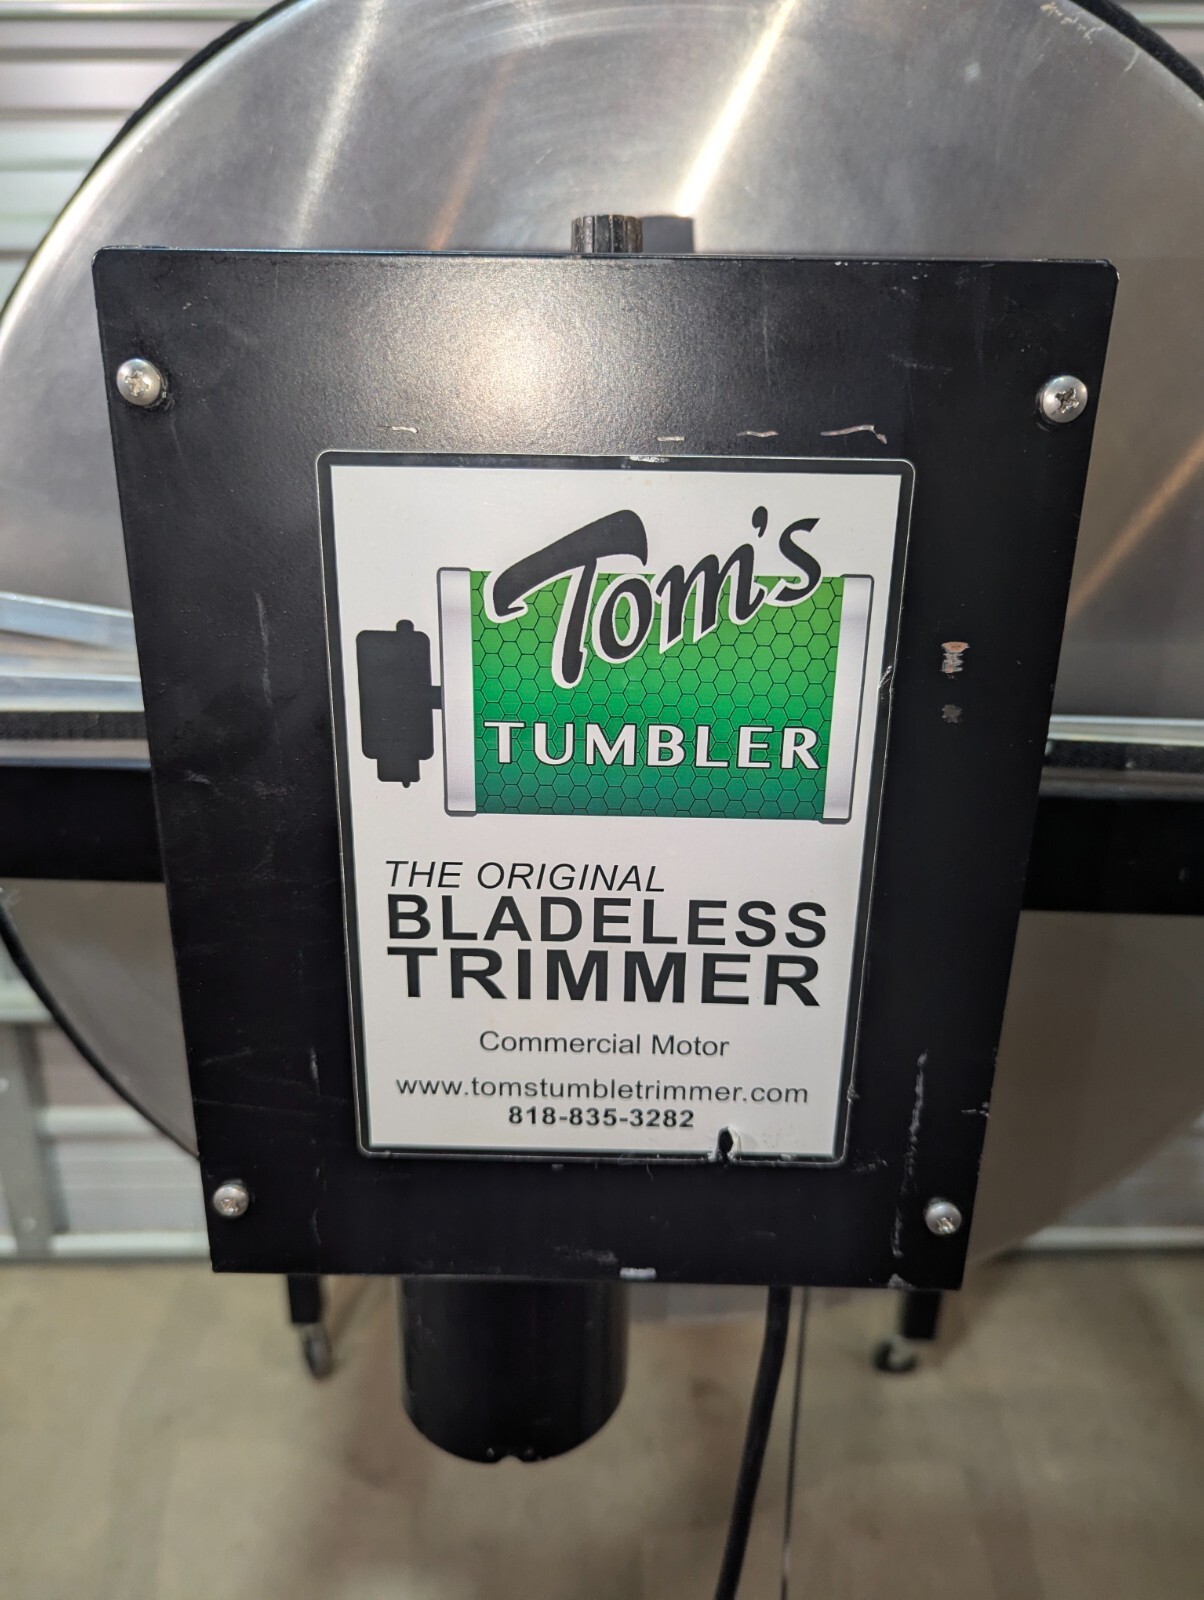 Tom's
TUMBLER
THE ORIGINAL
BLADELESS
TRIMMER
Commercial Motor
www.tomstumbletrimmer.com
818-835-3282